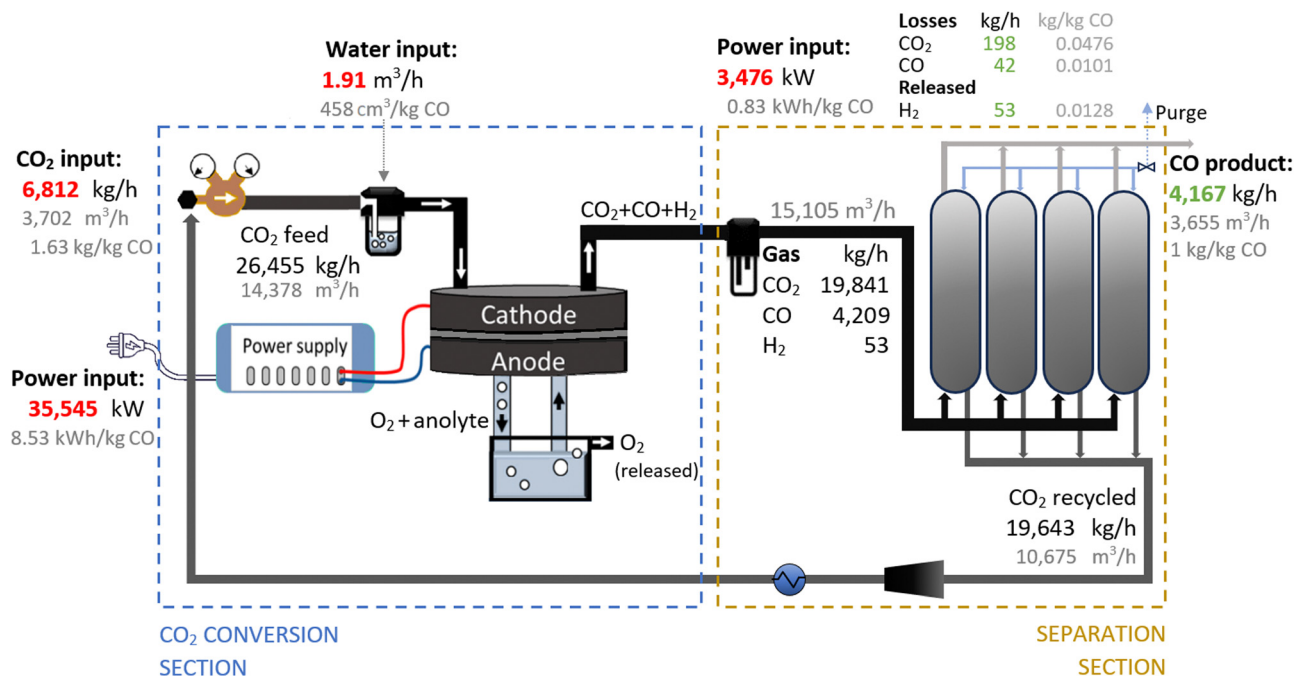 Water input:
1.91 m³/h
458 cm³/kg CO
Power input:
3,476 kW
0.83 kWh/kg CO
Losses kg/h kg/kg CO
CO₂ 198 0.0476
CO 42 0.0101
Released
H₂ 53 0.0128
Purge
CO₂ input:
6,812 kg/h
3,702 m³/h
1.63 kg/kg CO
CO₂ feed
26,455 kg/h
14,378 m³/h
CO₂+CO+H₂
15,105 m³/h
Gas kg/h
CO₂ 19,841
CO 4,209
H₂ 53
CO product:
4,167 kg/h
3,655 m³/h
1 kg/kg CO
Cathode
Anode
Power supply
Power input:
35,545 kW
8.53 kWh/kg CO
O₂ + anolyte
O₂
(released)
CO₂ recycled
19,643 kg/h
10,675 m³/h
CO₂ CONVERSION
SECTION
SEPARATION
SECTION